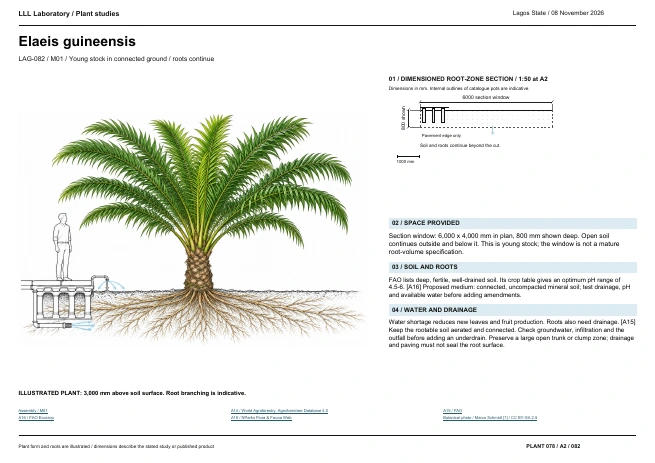 LLL Laboratory / Plant studies
Lagos State / 08 November 2026
Elaeis guineensis
LAG-082 / M01 / Young stock in connected ground / roots continue
01 / DIMENSIONED ROOT-ZONE SECTION / 1:50 at A2
Dimensions in mm. Internal outlines of catalogue pots are indicative.
6000 section window
800 shown
Pavement edge only
Soil and roots continue beyond the cut.
1000 mm
02 / SPACE PROVIDED
Section window: 6,000 x 4,000 mm in plan, 800 mm shown deep. Open soil
continues outside and below it. This is young stock; the window is not a mature
root-volume specification.
03 / SOIL AND ROOTS
FAO lists deep, fertile, well-drained soil. Its crop table gives an optimum pH range of
4.5-6. [A16] Proposed medium: connected, uncompacted mineral soil; test drainage, pH
and available water before adding amendments.
04 / WATER AND DRAINAGE
Water shortage reduces new leaves and fruit production. Roots also need drainage. [A15]
Keep the rootable soil aerated and connected. Check groundwater, infiltration and the
outfall before adding an underdrain. Preserve a large open trunk or clump zone; drainage
and paving must not seal the root surface.
ILLUSTRATED PLANT: 3,000 mm above soil surface. Root branching is indicative.
Assembly / M01
A14 / World Agroforestry, Agroforestree Database 4.0
A15 / FAO
A16 / FAO Ecocrop
A18 / NParks Flora & Fauna Web
Botanical photo / Marco Schmidt [1] / CC BY-SA 2.5
Plant form and roots are illustrated / dimensions describe the stated study or published product
PLANT 078 / A2 / 082